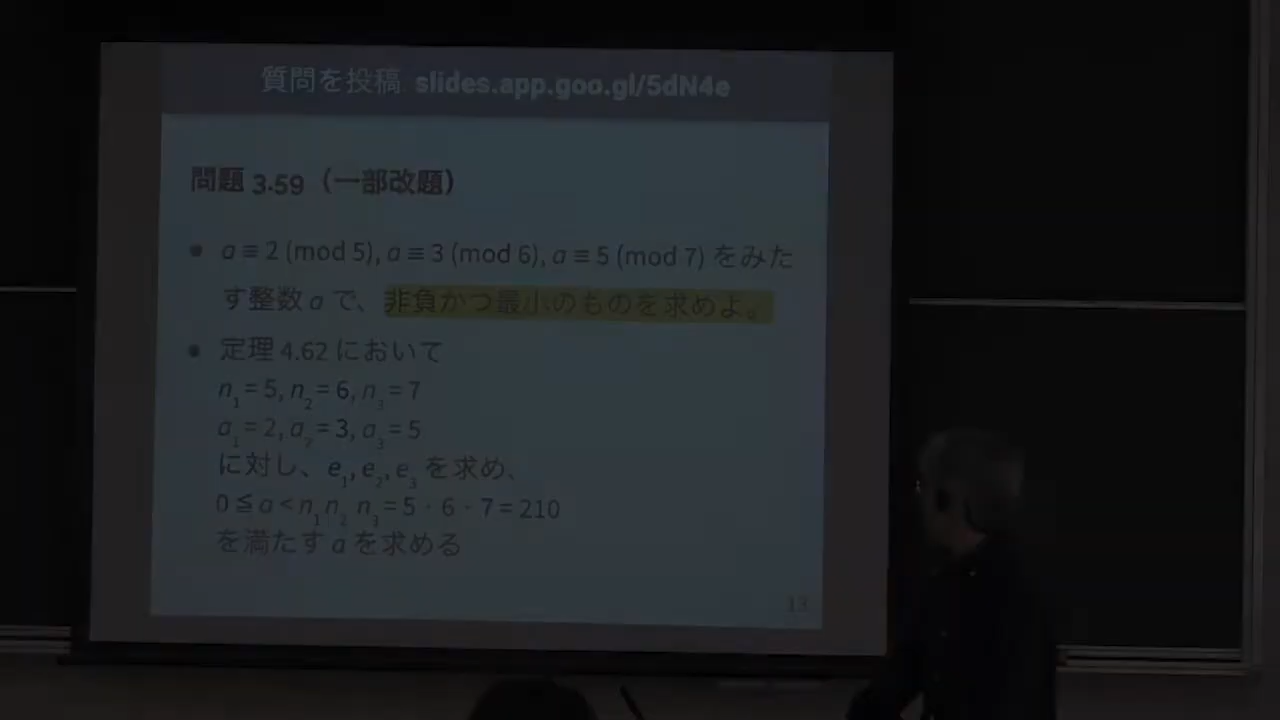 質問を投稿 slides.app.goo.gl/5dN4e
問題 3.59（一部改題）
• a ≡ 2 (mod 5), a ≡ 3 (mod 6), a ≡ 5 (mod 7) をみた
す整数 a で、非負かつ最小のものを求めよ。
• 定理 4.62 において
n₁ = 5, n₂ = 6, n₃ = 7
a₁ = 2, a₂ = 3, a₃ = 5
に対し、e₁, e₂, e₃ を求め、
0 ≦ a < n₁n₂ n₃ = 5 · 6 · 7 = 210
を満たす a を求める
13